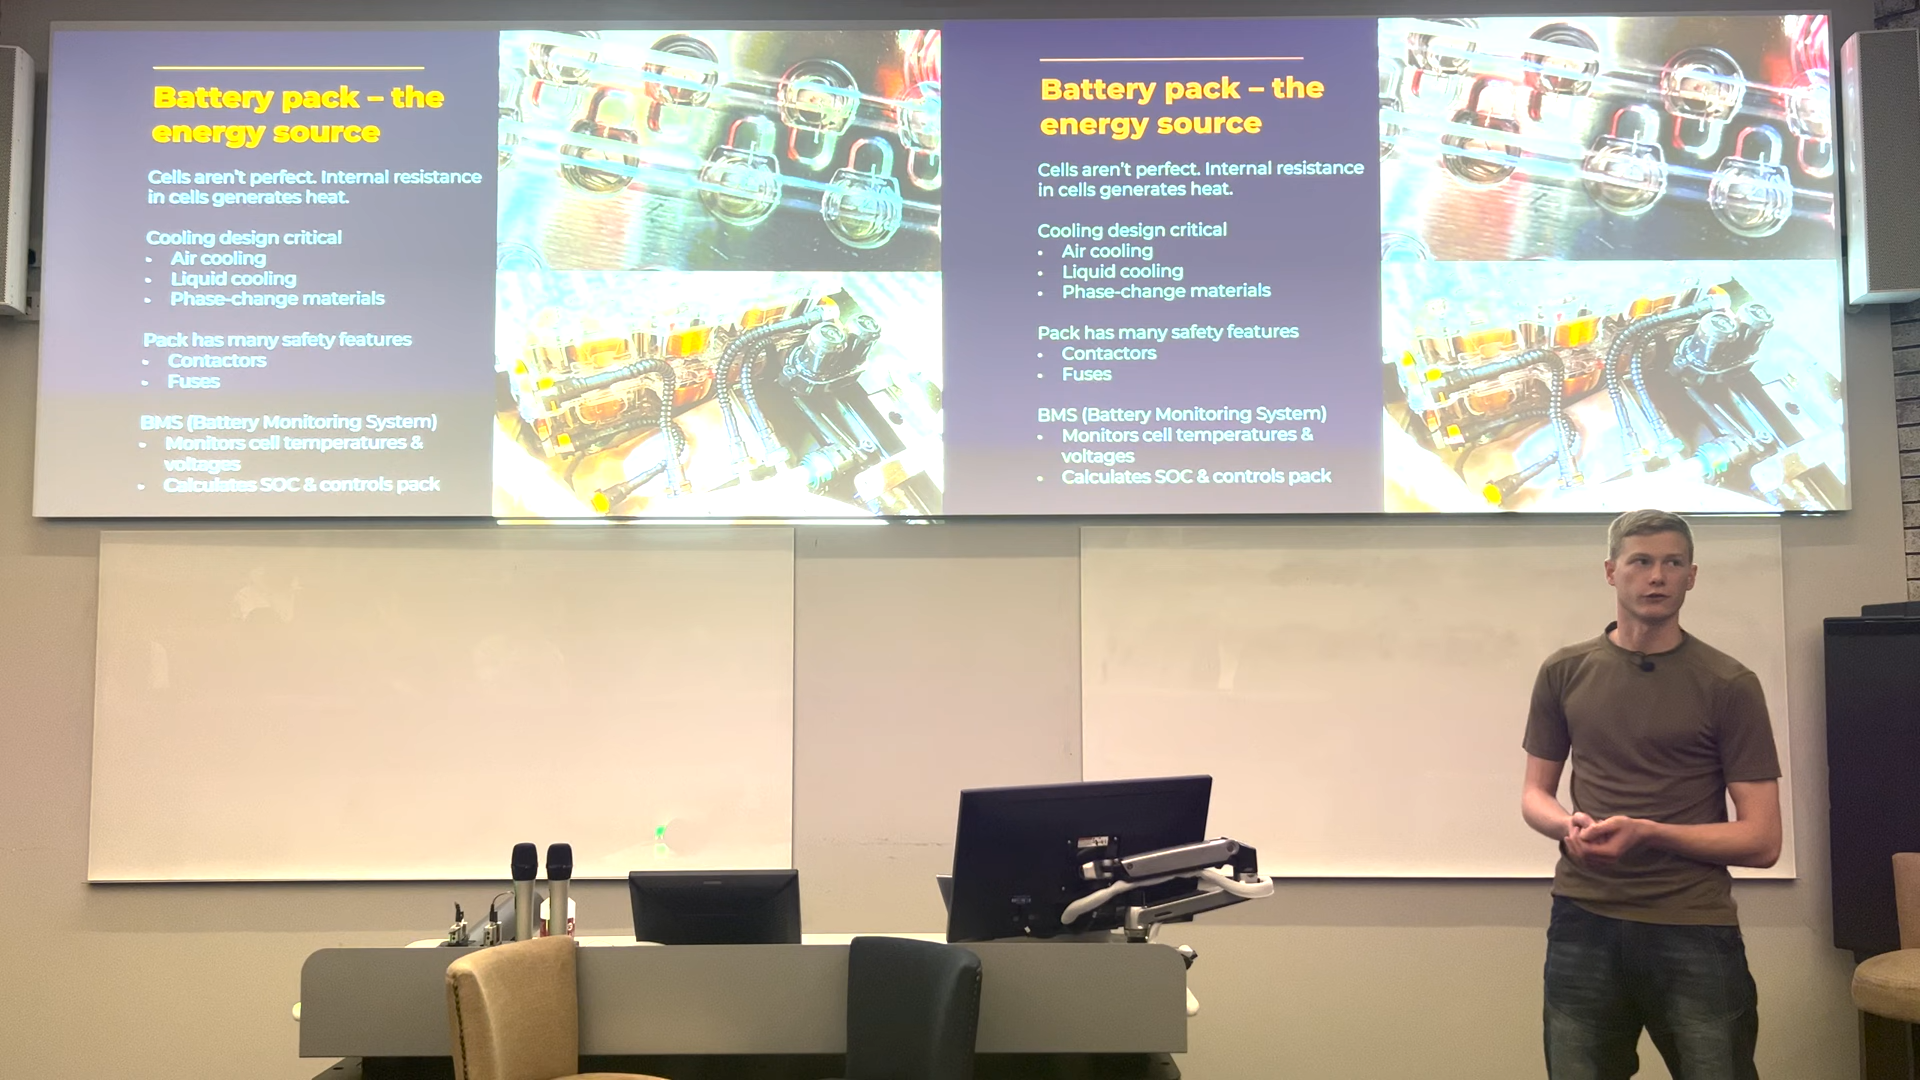 Battery pack – the
energy source
Cells aren't perfect. Internal resistance
in cells generates heat.
Cooling design critical
• Air cooling
• Liquid cooling
• Phase-change materials
Pack has many safety features
• Contactors
• Fuses
BMS (Battery Monitoring System)
• Monitors cell temperatures &
voltages
• Calculates SOC & controls pack
Battery pack – the
energy source
Cells aren't perfect. Internal resistance
in cells generates heat.
Cooling design critical
• Air cooling
• Liquid cooling
• Phase-change materials
Pack has many safety features
• Contactors
• Fuses
BMS (Battery Monitoring System)
• Monitors cell temperatures &
voltages
• Calculates SOC & controls pack